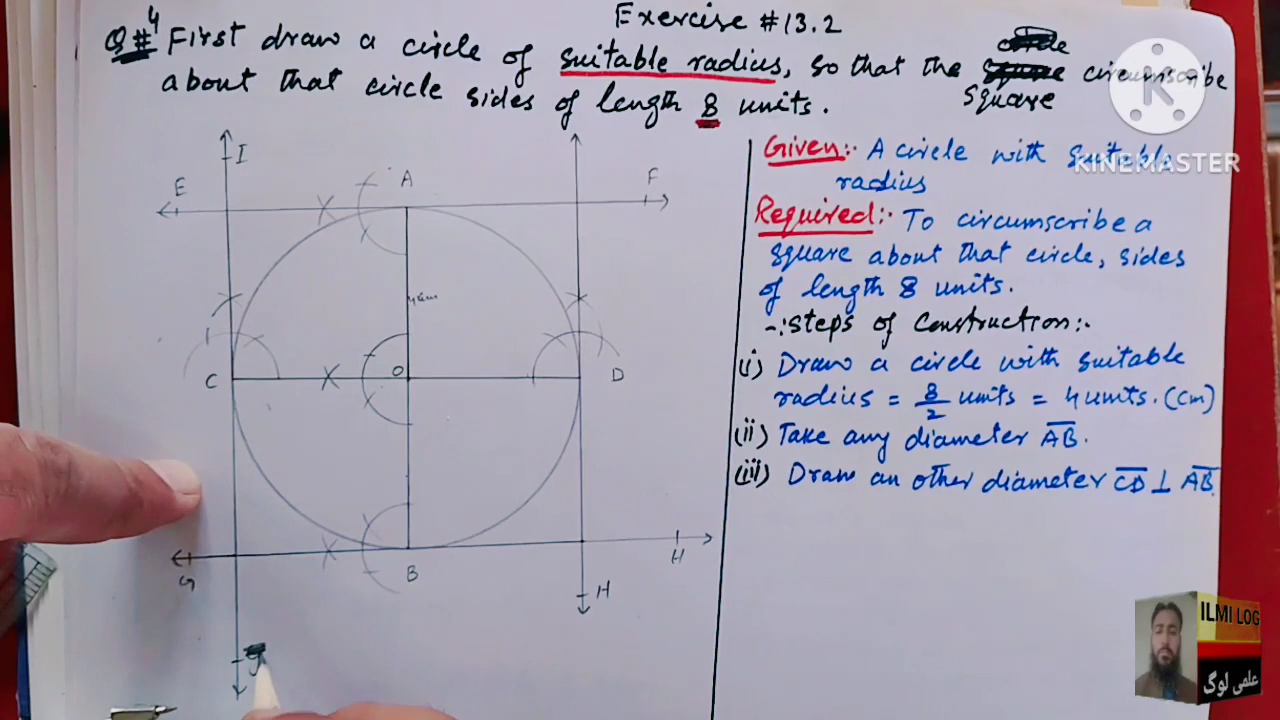 Exercise #13.2
Q#4 First draw a circle of suitable radius, so that the square circumscribe
about that circle sides of length 8 units.
Given:- A circle with suitable
radius
Required:- To circumscribe a
square about that circle, sides
of length 8 units.
-:Steps of Construction:-
(i) Draw a circle with suitable
radius = 8/2 units = 4 units. (cm)
(ii) Take any diameter AB.
(iii) Draw an other diameter CD ⊥ AB.
I
E
A
F
4cm
C
O
D
G
B
H
H
KINEMASTER
K
ILMI LOG
علمی لوگ